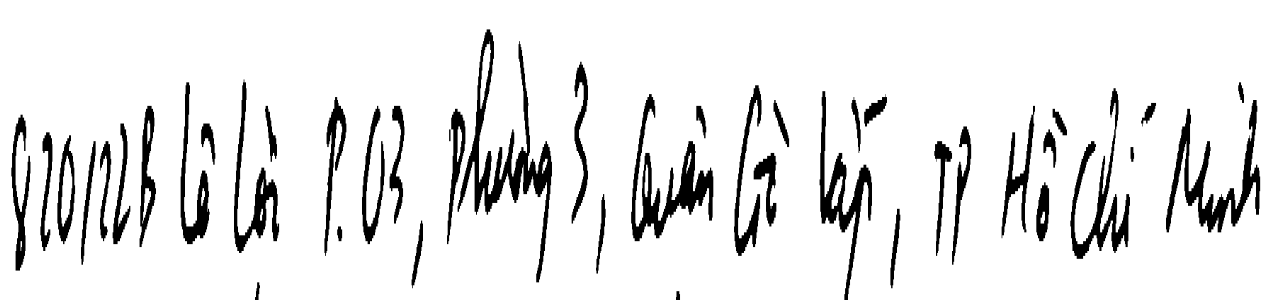 820/22B Lê Lợi P.03, Phường 3, Quận Gò Vấp, TP Hồ Chí Minh